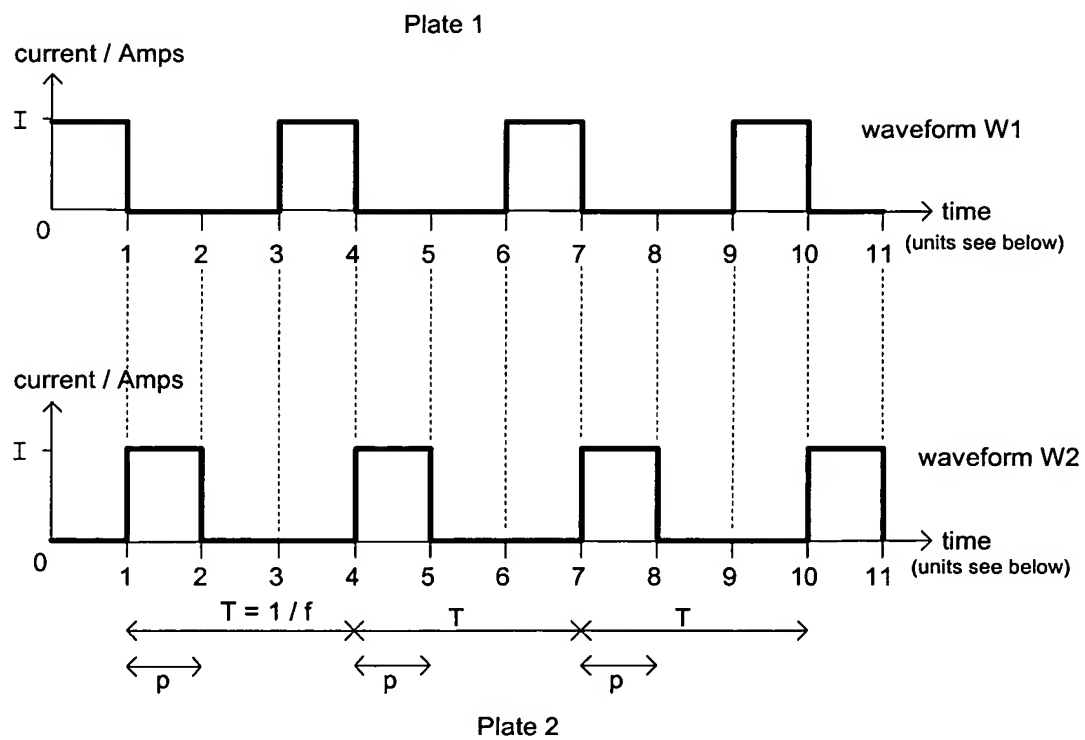 Plate 1
current / Amps
I
waveform W1
0
time
1 2 3 4 5 6 7 8 9 10 11 (units see below)
current / Amps
I
waveform W2
0
time
1 2 3 4 5 6 7 8 9 10 11 (units see below)
T = 1 / f T T
p p p
Plate 2